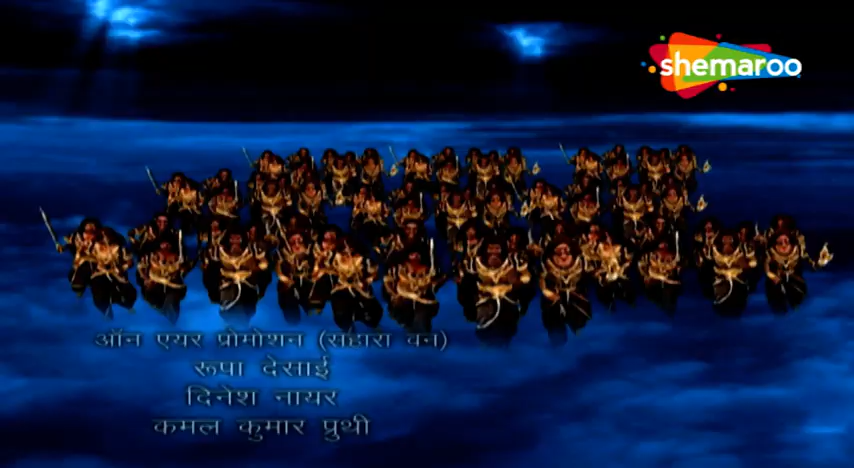 shemaroo
ऑन एयर प्रोमोशन (सहारा वन)
रूपा देसाई
दिनेश नायर
कमल कुमार प्रुथी